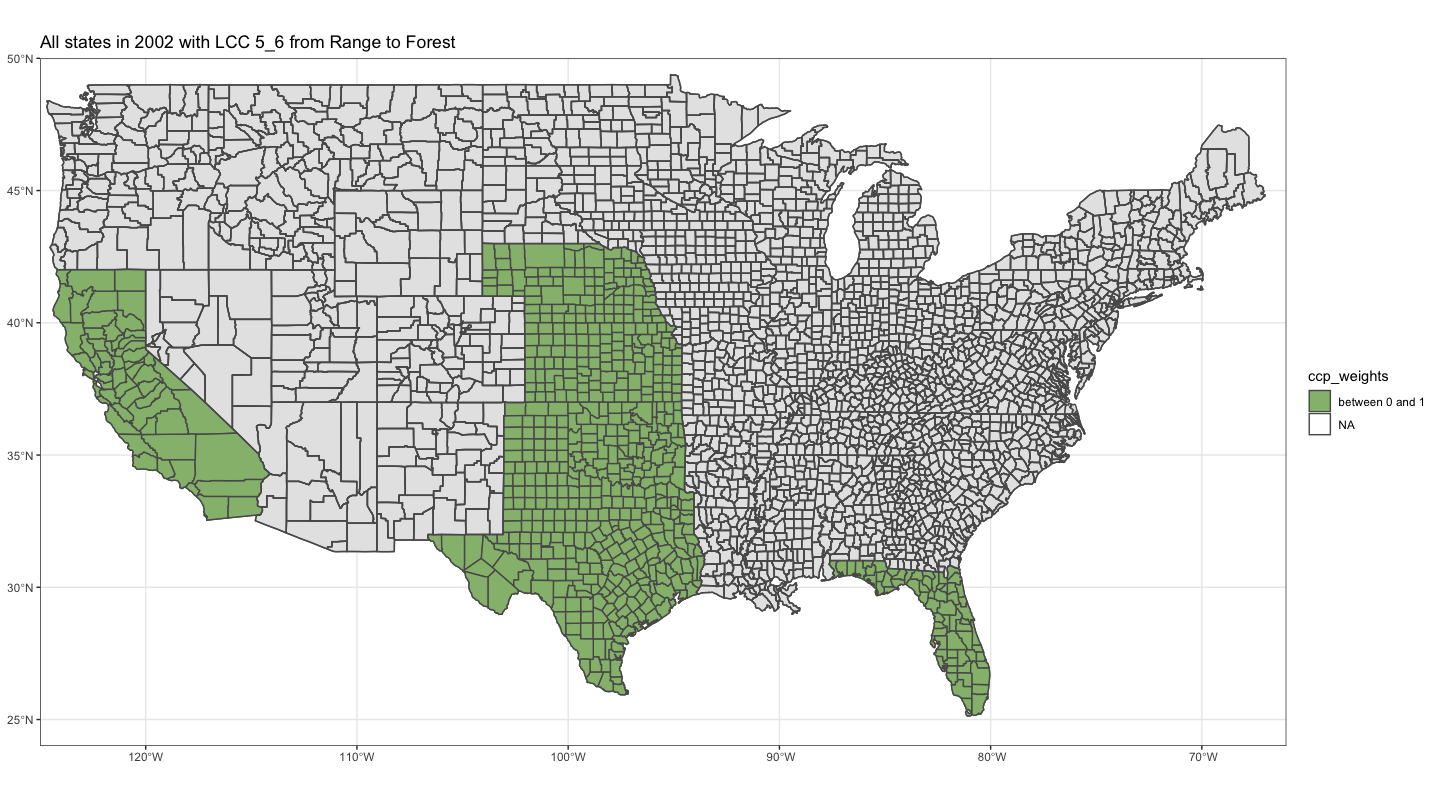 All states in 2002 with LCC 5_6 from Range to Forest
50°N
45°N
40°N
35°N
30°N
25°N
120°W
110°W
100°W
90°W
80°W
70°W
ccp_weights
between 0 and 1
NA